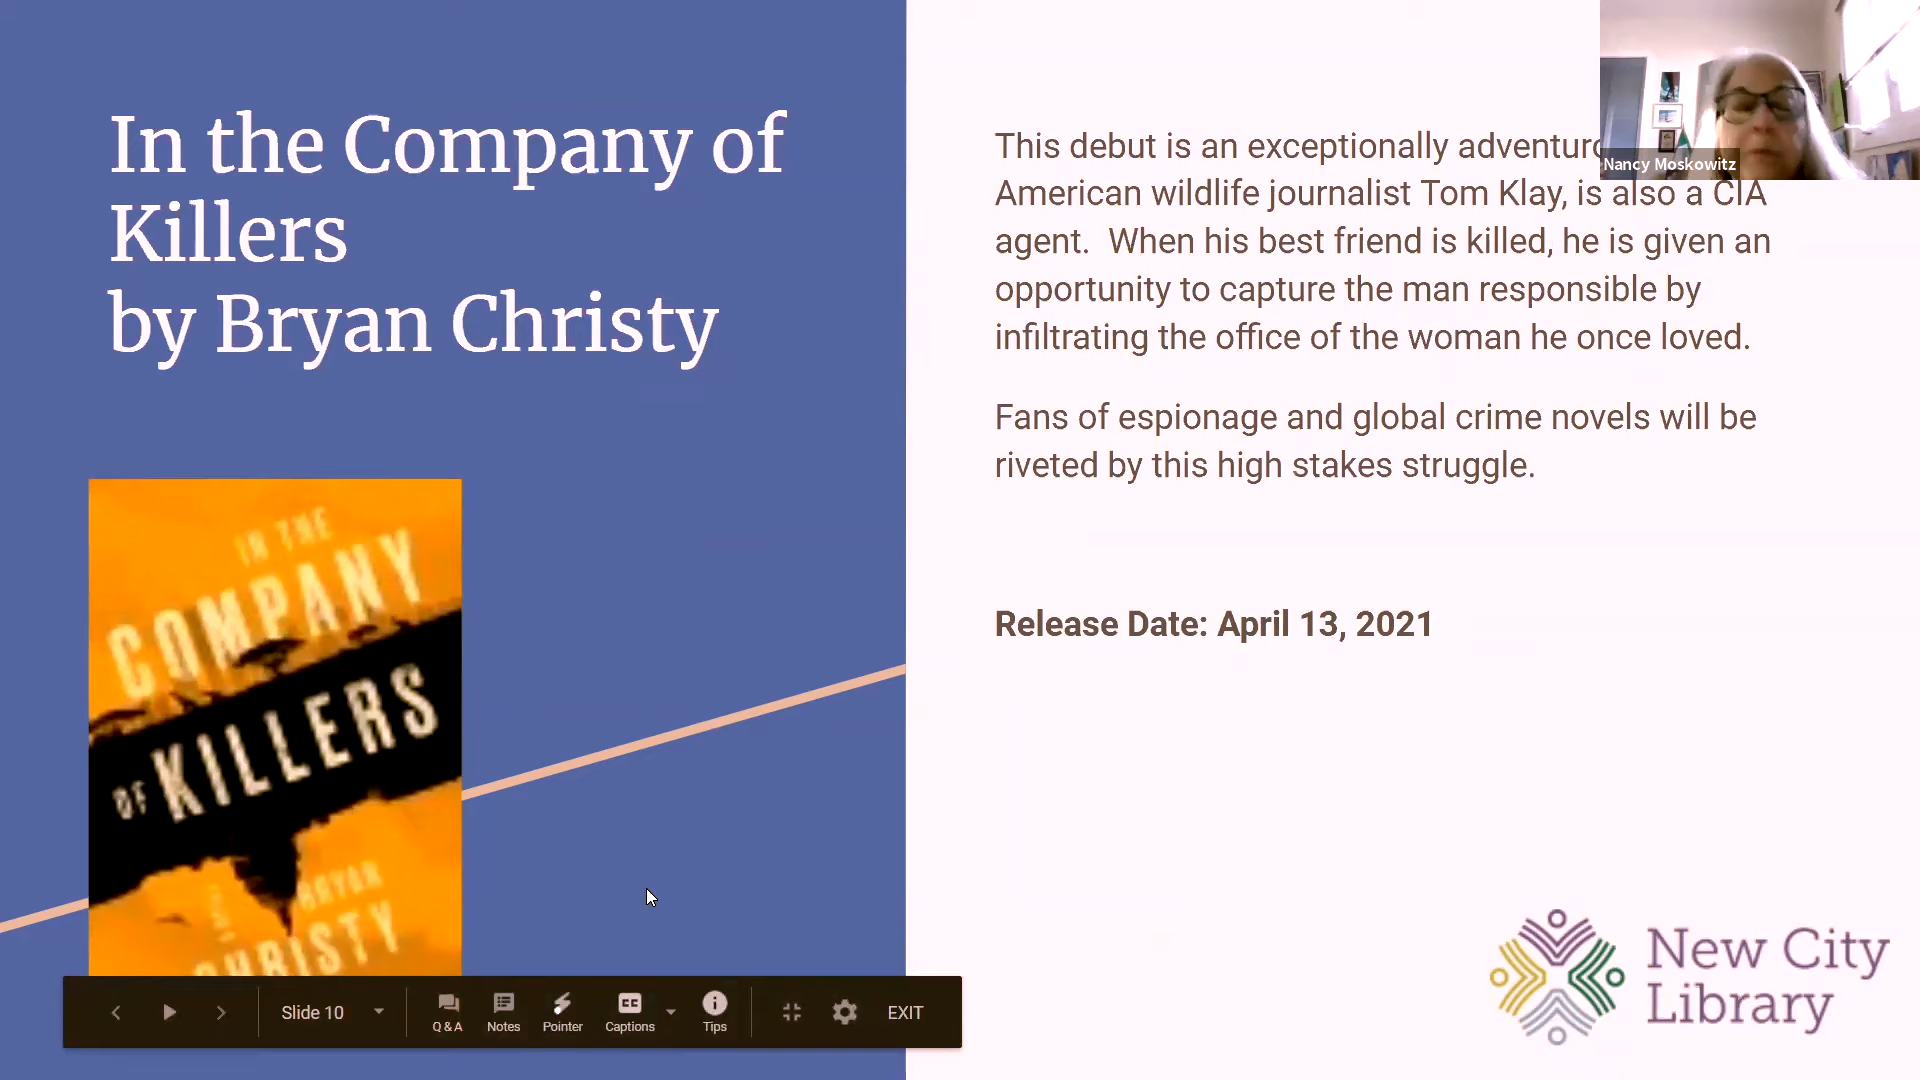 In the Company of
Killers
by Bryan Christy
This debut is an exceptionally
American wildlife journalist Tom Klay, is also a CIA
agent.  When his best friend is killed, he is given an
opportunity to capture the man responsible by
infiltrating the office of the woman he once loved.
Fans of espionage and global crime novels will be
riveted by this high stakes struggle.
Release Date: April 13, 2021
Nancy Moskowitz
IN THE
COMPANY
OF KILLERS
BRYAN
CHRISTY
Slide 10
Q & A
Notes
Pointer
CC
Captions
Tips
EXIT
New City
Library